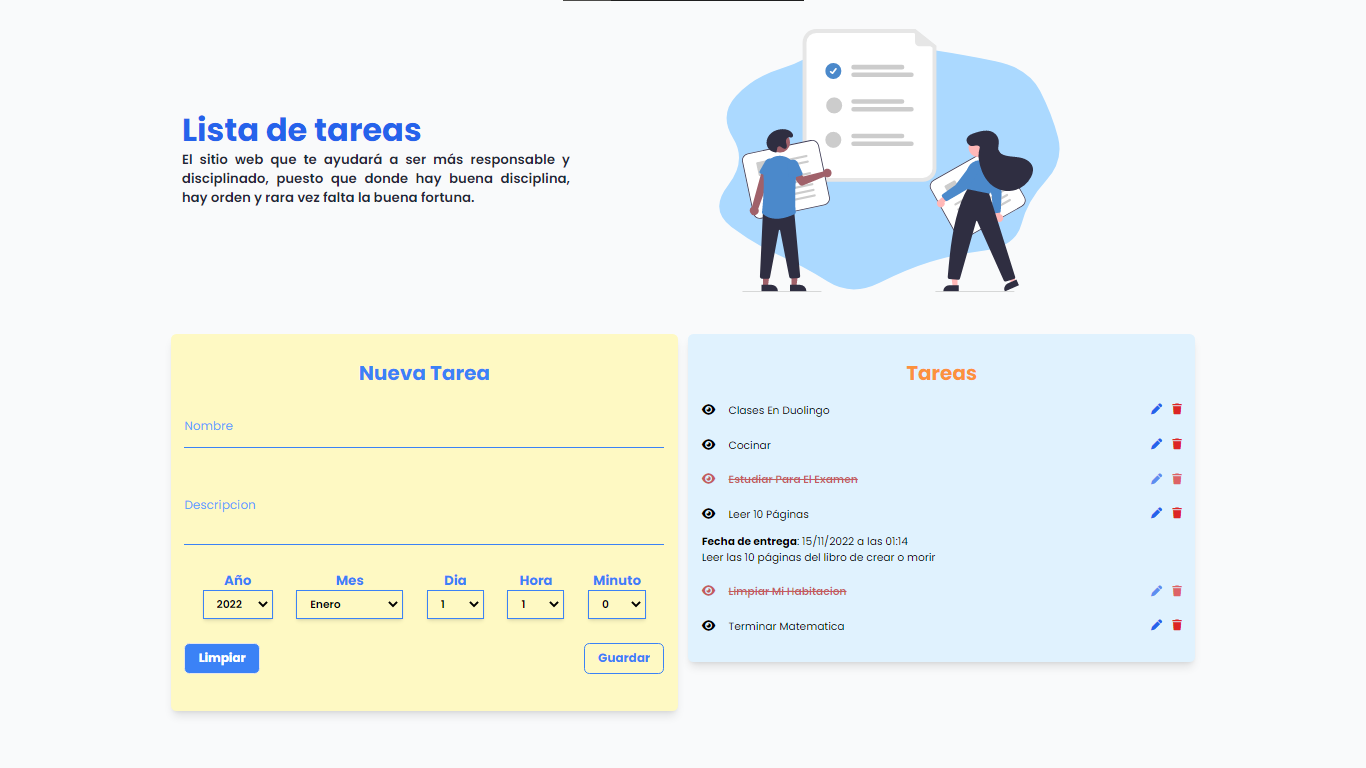 Lista de tareas
El sitio web que te ayudará a ser más responsable y
disciplinado, puesto que donde hay buena disciplina,
hay orden y rara vez falta la buena fortuna.
Nueva Tarea
Nombre
Descripcion
Año Mes Dia Hora Minuto
2022 Enero 1 1 0
Limpiar Guardar
Tareas
Clases En Duolingo
Cocinar
Estudiar Para El Examen
Leer 10 Páginas
Fecha de entrega: 15/11/2022 a las 01:14
Leer las 10 páginas del libro de crear o morir
Limpiar Mi Habitacion
Terminar Matematica